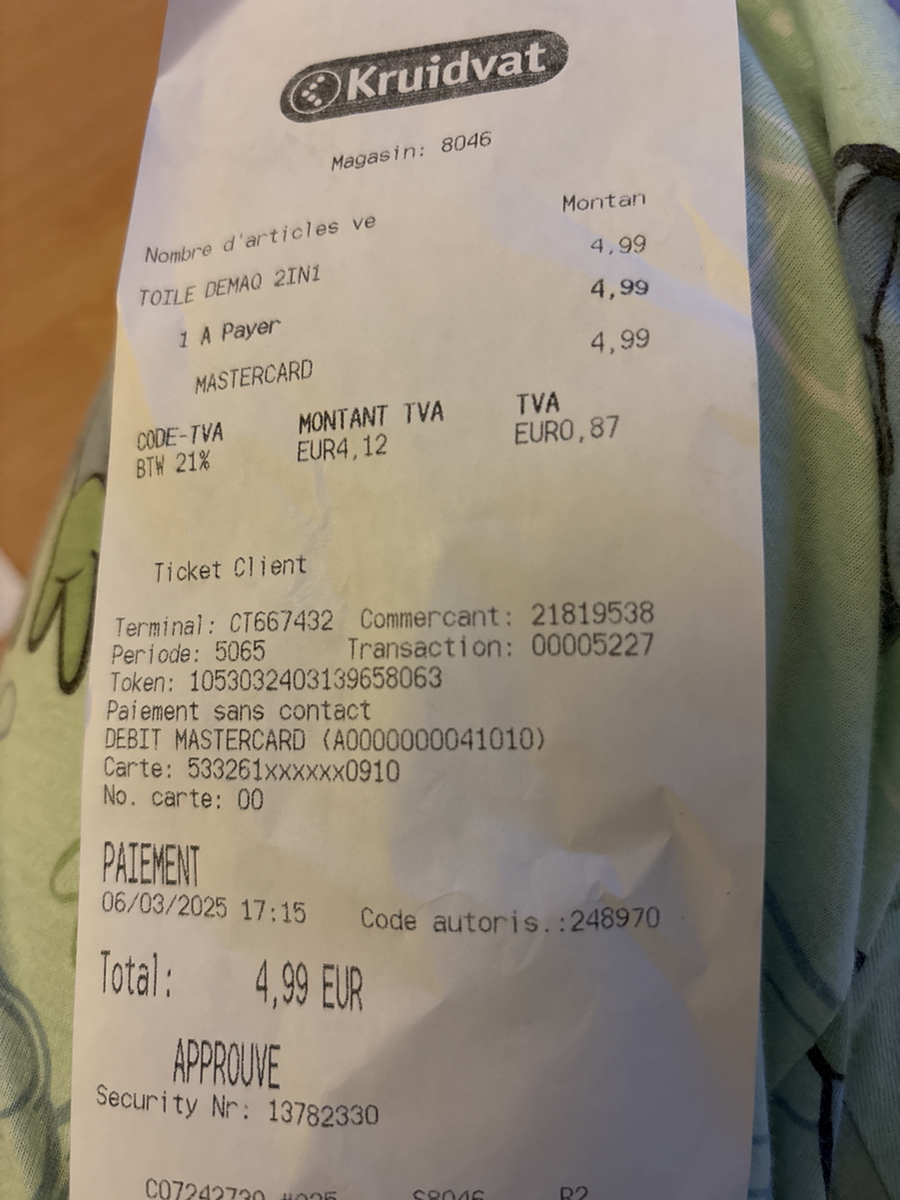 Kruidvat
Magasin: 8046
Nombre d'articles ve Montan
TOILE DEMAQ 2IN1 4,99
1 A Payer 4,99
MASTERCARD 4,99
CODE-TVA MONTANT TVA TVA
BTW 21% EUR4,12 EUR0,87
Ticket Client
Terminal: CT667432 Commercant: 21819538
Periode: 5065 Transaction: 00005227
Token: 1053032403139658063
Paiement sans contact
DEBIT MASTERCARD (A0000000041010)
Carte: 533261xxxxxx0910
No. carte: 00
PAIEMENT
06/03/2025 17:15 Code autoris.:248970
Total: 4,99 EUR
APPROUVE
Security Nr: 13782330